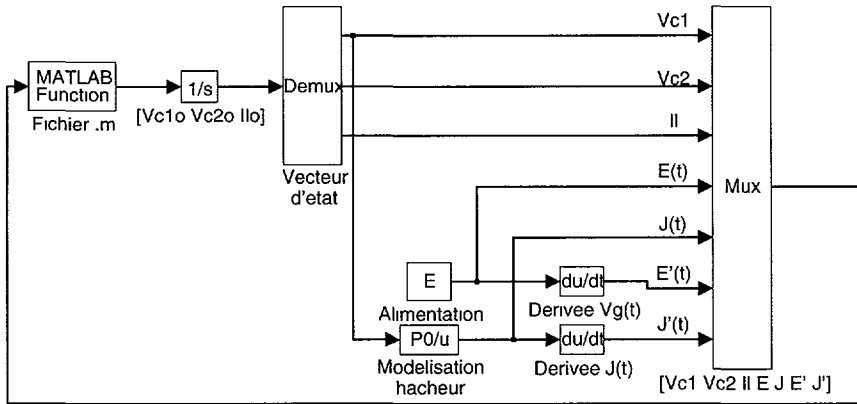 Vc1
MATLAB
Function
Fichier .m
1/s
[Vc1o Vc2o Ilo]
Demux
Vecteur
d'etat
Vc2
Il
E(t)
Mux
J(t)
E
Alimentation
du/dt
Derivee Vg(t)
E'(t)
P0/u
Modelisation
hacheur
du/dt
Derivee J(t)
J'(t)
[Vc1 Vc2 Il E J E' J']